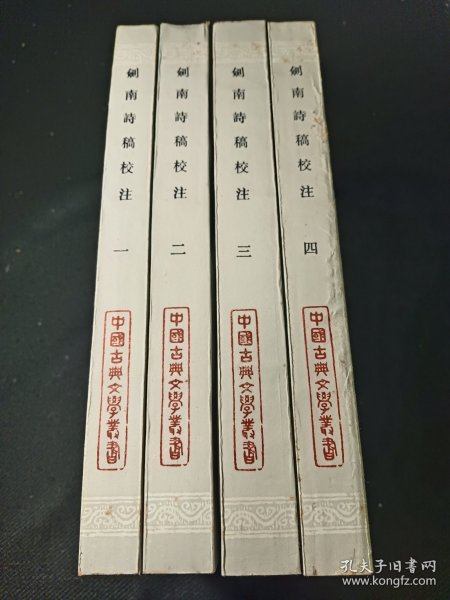 劍南詩稿校注 一
中國古典文學叢書
劍南詩稿校注 二
中國古典文學叢書
劍南詩稿校注 三
中國古典文學叢書
劍南詩稿校注 四
中國古典文學叢書
孔夫子旧书网
www.kongfz.com